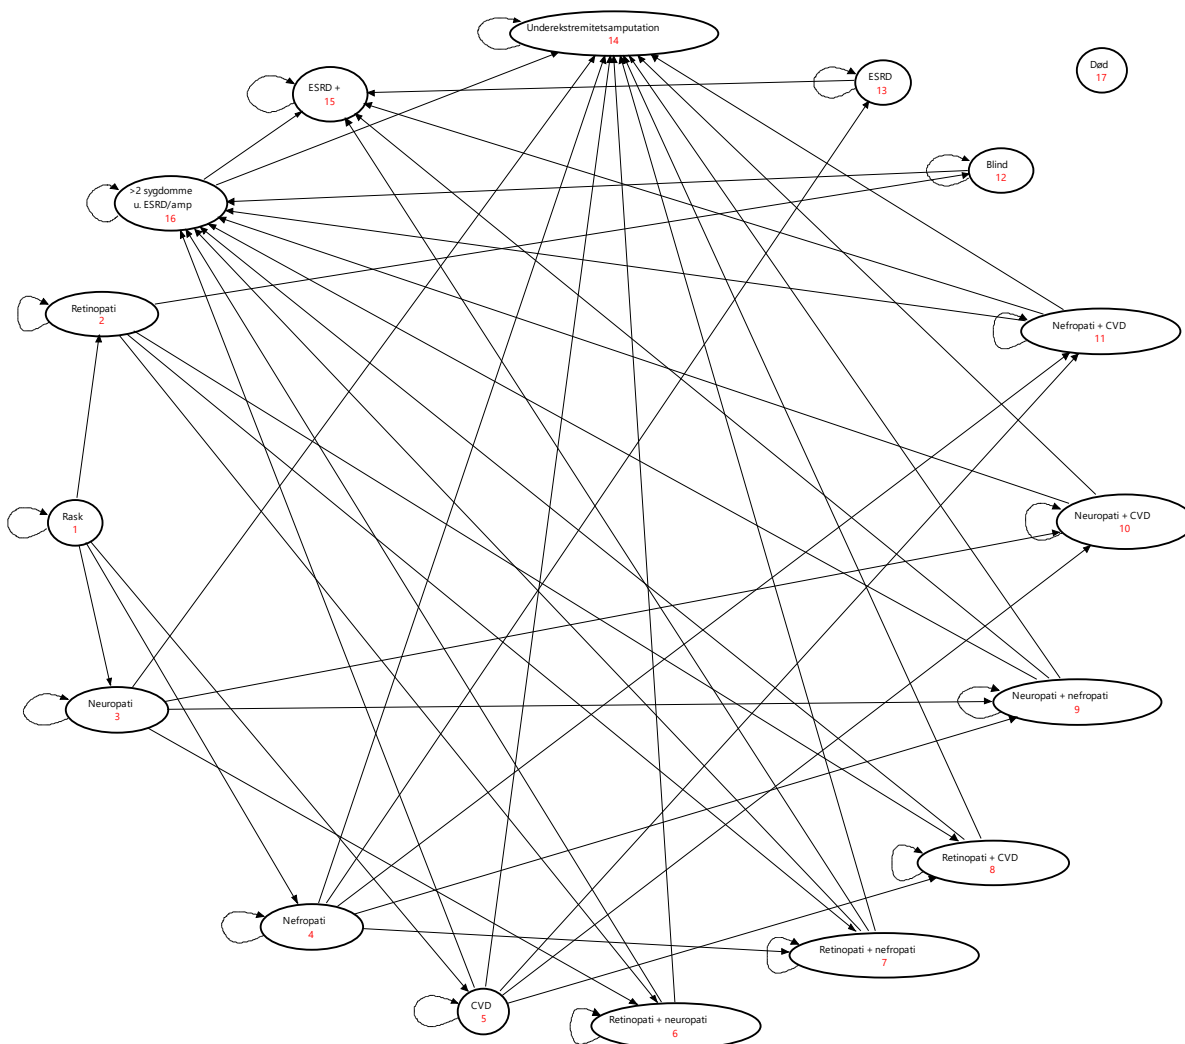 Underekstremitetsamputation
14
Død
17
ESRD +
15
ESRD
13
Blind
12
>2 sygdomme
u. ESRD/amp
16
Retinopati
2
Nefropati + CVD
11
Rask
1
Neuropati + CVD
10
Neuropati
3
Neuropati + nefropati
9
Retinopati + CVD
8
Nefropati
4
Retinopati + nefropati
7
CVD
5
Retinopati + neuropati
6